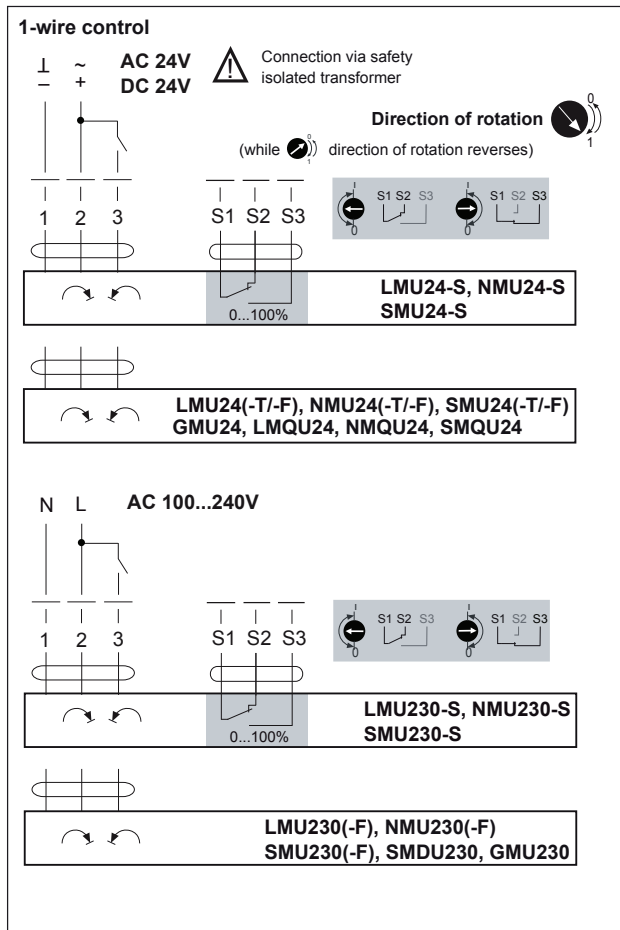 1-wire control
⊥ ~ AC 24V
− + DC 24V
Connection via safety
isolated transformer
Direction of rotation
0
1
(while 0 1 direction of rotation reverses)
1 2 3
S1 S2 S3
I S1 S2 S3 0
I S1 S2 S3 0
0...100%
LMU24-S, NMU24-S
SMU24-S
LMU24(-T/-F), NMU24(-T/-F), SMU24(-T/-F)
GMU24, LMQU24, NMQU24, SMQU24
N L AC 100...240V
1 2 3
S1 S2 S3
I S1 S2 S3 0
I S1 S2 S3 0
0...100%
LMU230-S, NMU230-S
SMU230-S
LMU230(-F), NMU230(-F)
SMU230(-F), SMDU230, GMU230